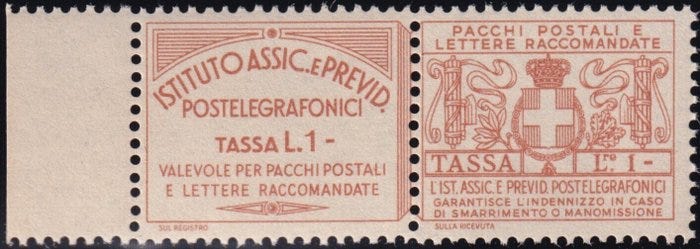 ISTITUTO ASSIC. E PREVID.
POSTELEGRAFONICI
TASSA L. 1 -
VALEVOLE PER PACCHI POSTALI
E LETTERE RACCOMANDATE
SUL REGISTRO
PACCHI POSTALI E
LETTERE RACCOMANDATE
TASSA Lre 1 -
L'IST. ASSIC. E PREVID. POSTELEGRAFONICI
GARANTISCE L'INDENNIZZO IN CASO
DI SMARRIMENTO O MANOMISSIONE
SULLA RICEVUTA